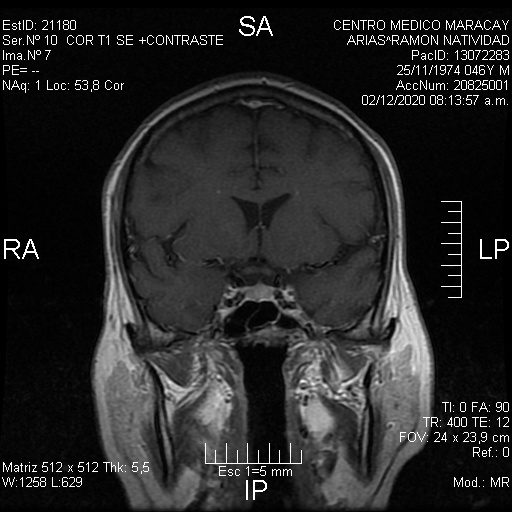 EstID: 21180
Ser.Nº 10 COR T1 SE +CONTRASTE
Ima.Nº 7
PE= --
NAq: 1 Loc: 53,8 Cor
SA
CENTRO MEDICO MARACAY
ARIAS^RAMON NATIVIDAD
PacID: 13072283
25/11/1974 046Y M
AccNum: 20825001
02/12/2020 08:13:57 a.m.
RA
LP
TI: 0 FA: 90
TR: 400 TE: 12
FOV: 24 x 23,9 cm
Ref.: 0
Matriz 512 x 512 Thk: 5,5
W:1258 L:629
Esc 1=5 mm
IP
Mod.: MR